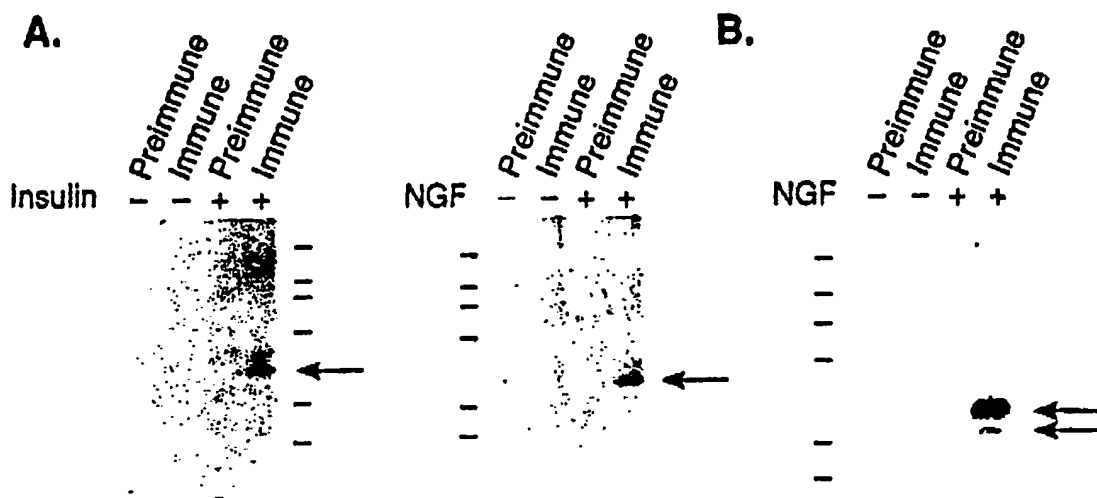 A.
Preimmune
Immune
Preimmune
Immune
Insulin - - + +
Preimmune
Immune
Preimmune
Immune
NGF - - + +
B.
Preimmune
Immune
Preimmune
Immune
NGF - - + +